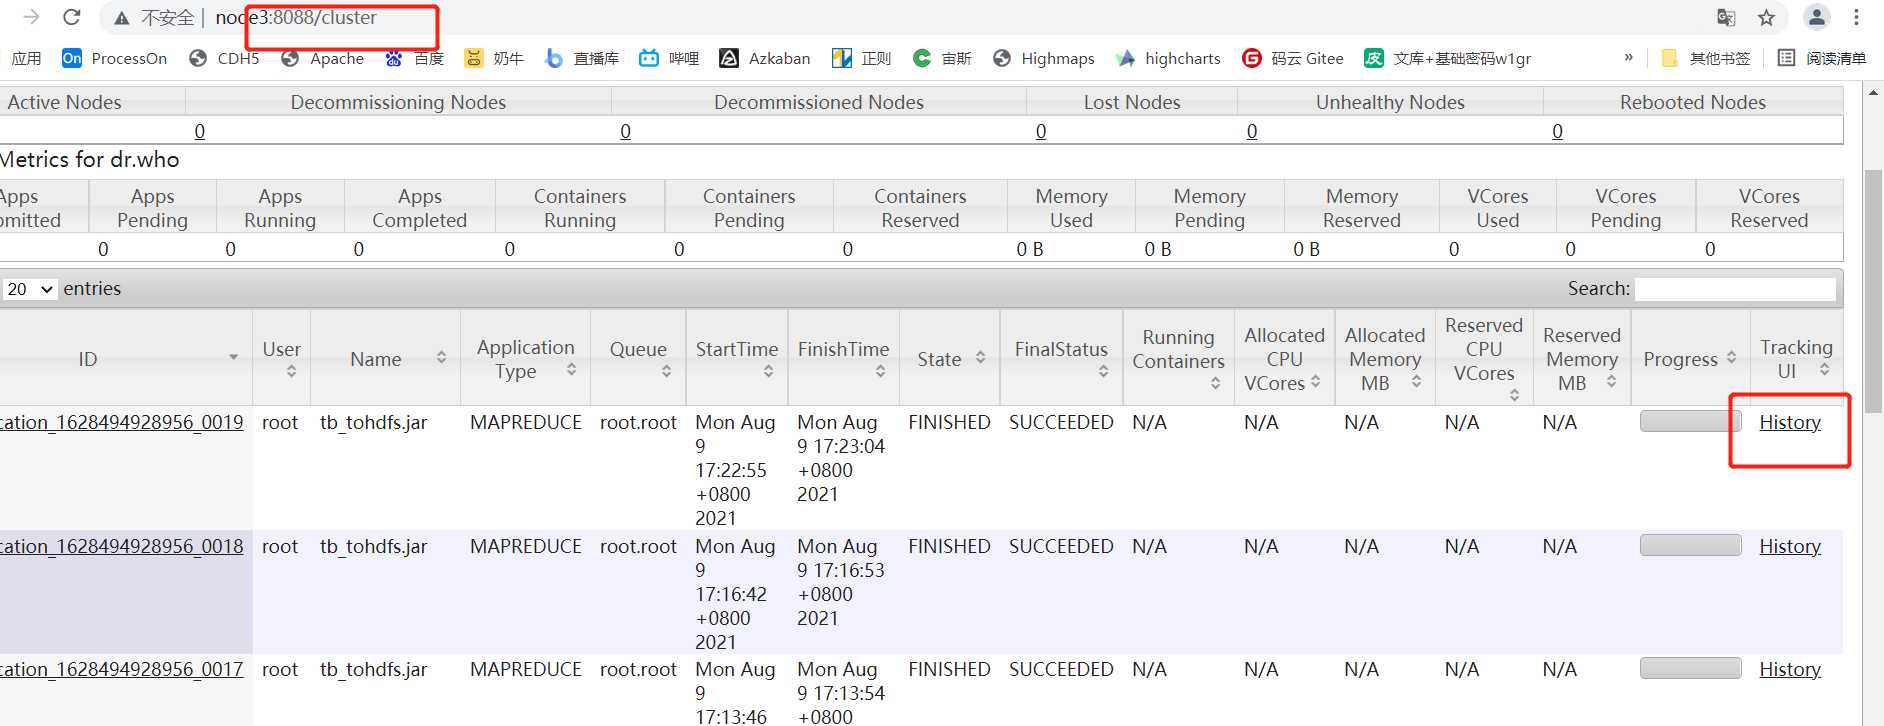 不安全 node3:8088/cluster
应用 On ProcessOn CDH5 Apache 百度 奶牛 直播库 哔哩 Azkaban 正则 宙斯 Highmaps highcharts 码云 Gitee 皮 文库+基础密码w1gr » 其他书签 阅读清单
Active Nodes Decommissioning Nodes Decommissioned Nodes Lost Nodes Unhealthy Nodes Rebooted Nodes
0 0 0 0 0
Metrics for dr.who
Apps Apps Apps Apps Containers Containers Containers Memory Memory Memory VCores VCores VCores
bmitted Pending Running Completed Running Pending Reserved Used Pending Reserved Used Pending Reserved
0 0 0 0 0 0 0 B 0 B 0 B 0 0 0
20 entries Search:
ID User Name Application Type Queue StartTime FinishTime State FinalStatus Running Containers Allocated CPU VCores Allocated Memory MB Reserved CPU VCores Reserved Memory MB Progress Tracking UI
cation_1628494928956_0019 root tb_tohdfs.jar MAPREDUCE root.root Mon Aug Mon Aug FINISHED SUCCEEDED N/A N/A N/A N/A N/A History
9 9 17:23:04
17:22:55 +0800
+0800 2021
2021
cation_1628494928956_0018 root tb_tohdfs.jar MAPREDUCE root.root Mon Aug Mon Aug FINISHED SUCCEEDED N/A N/A N/A N/A N/A History
9 9 17:16:53
17:16:42 +0800
+0800 2021
2021
cation_1628494928956_0017 root tb_tohdfs.jar MAPREDUCE root.root Mon Aug Mon Aug FINISHED SUCCEEDED N/A N/A N/A N/A N/A History
9 9 17:13:54
17:13:46 +0800